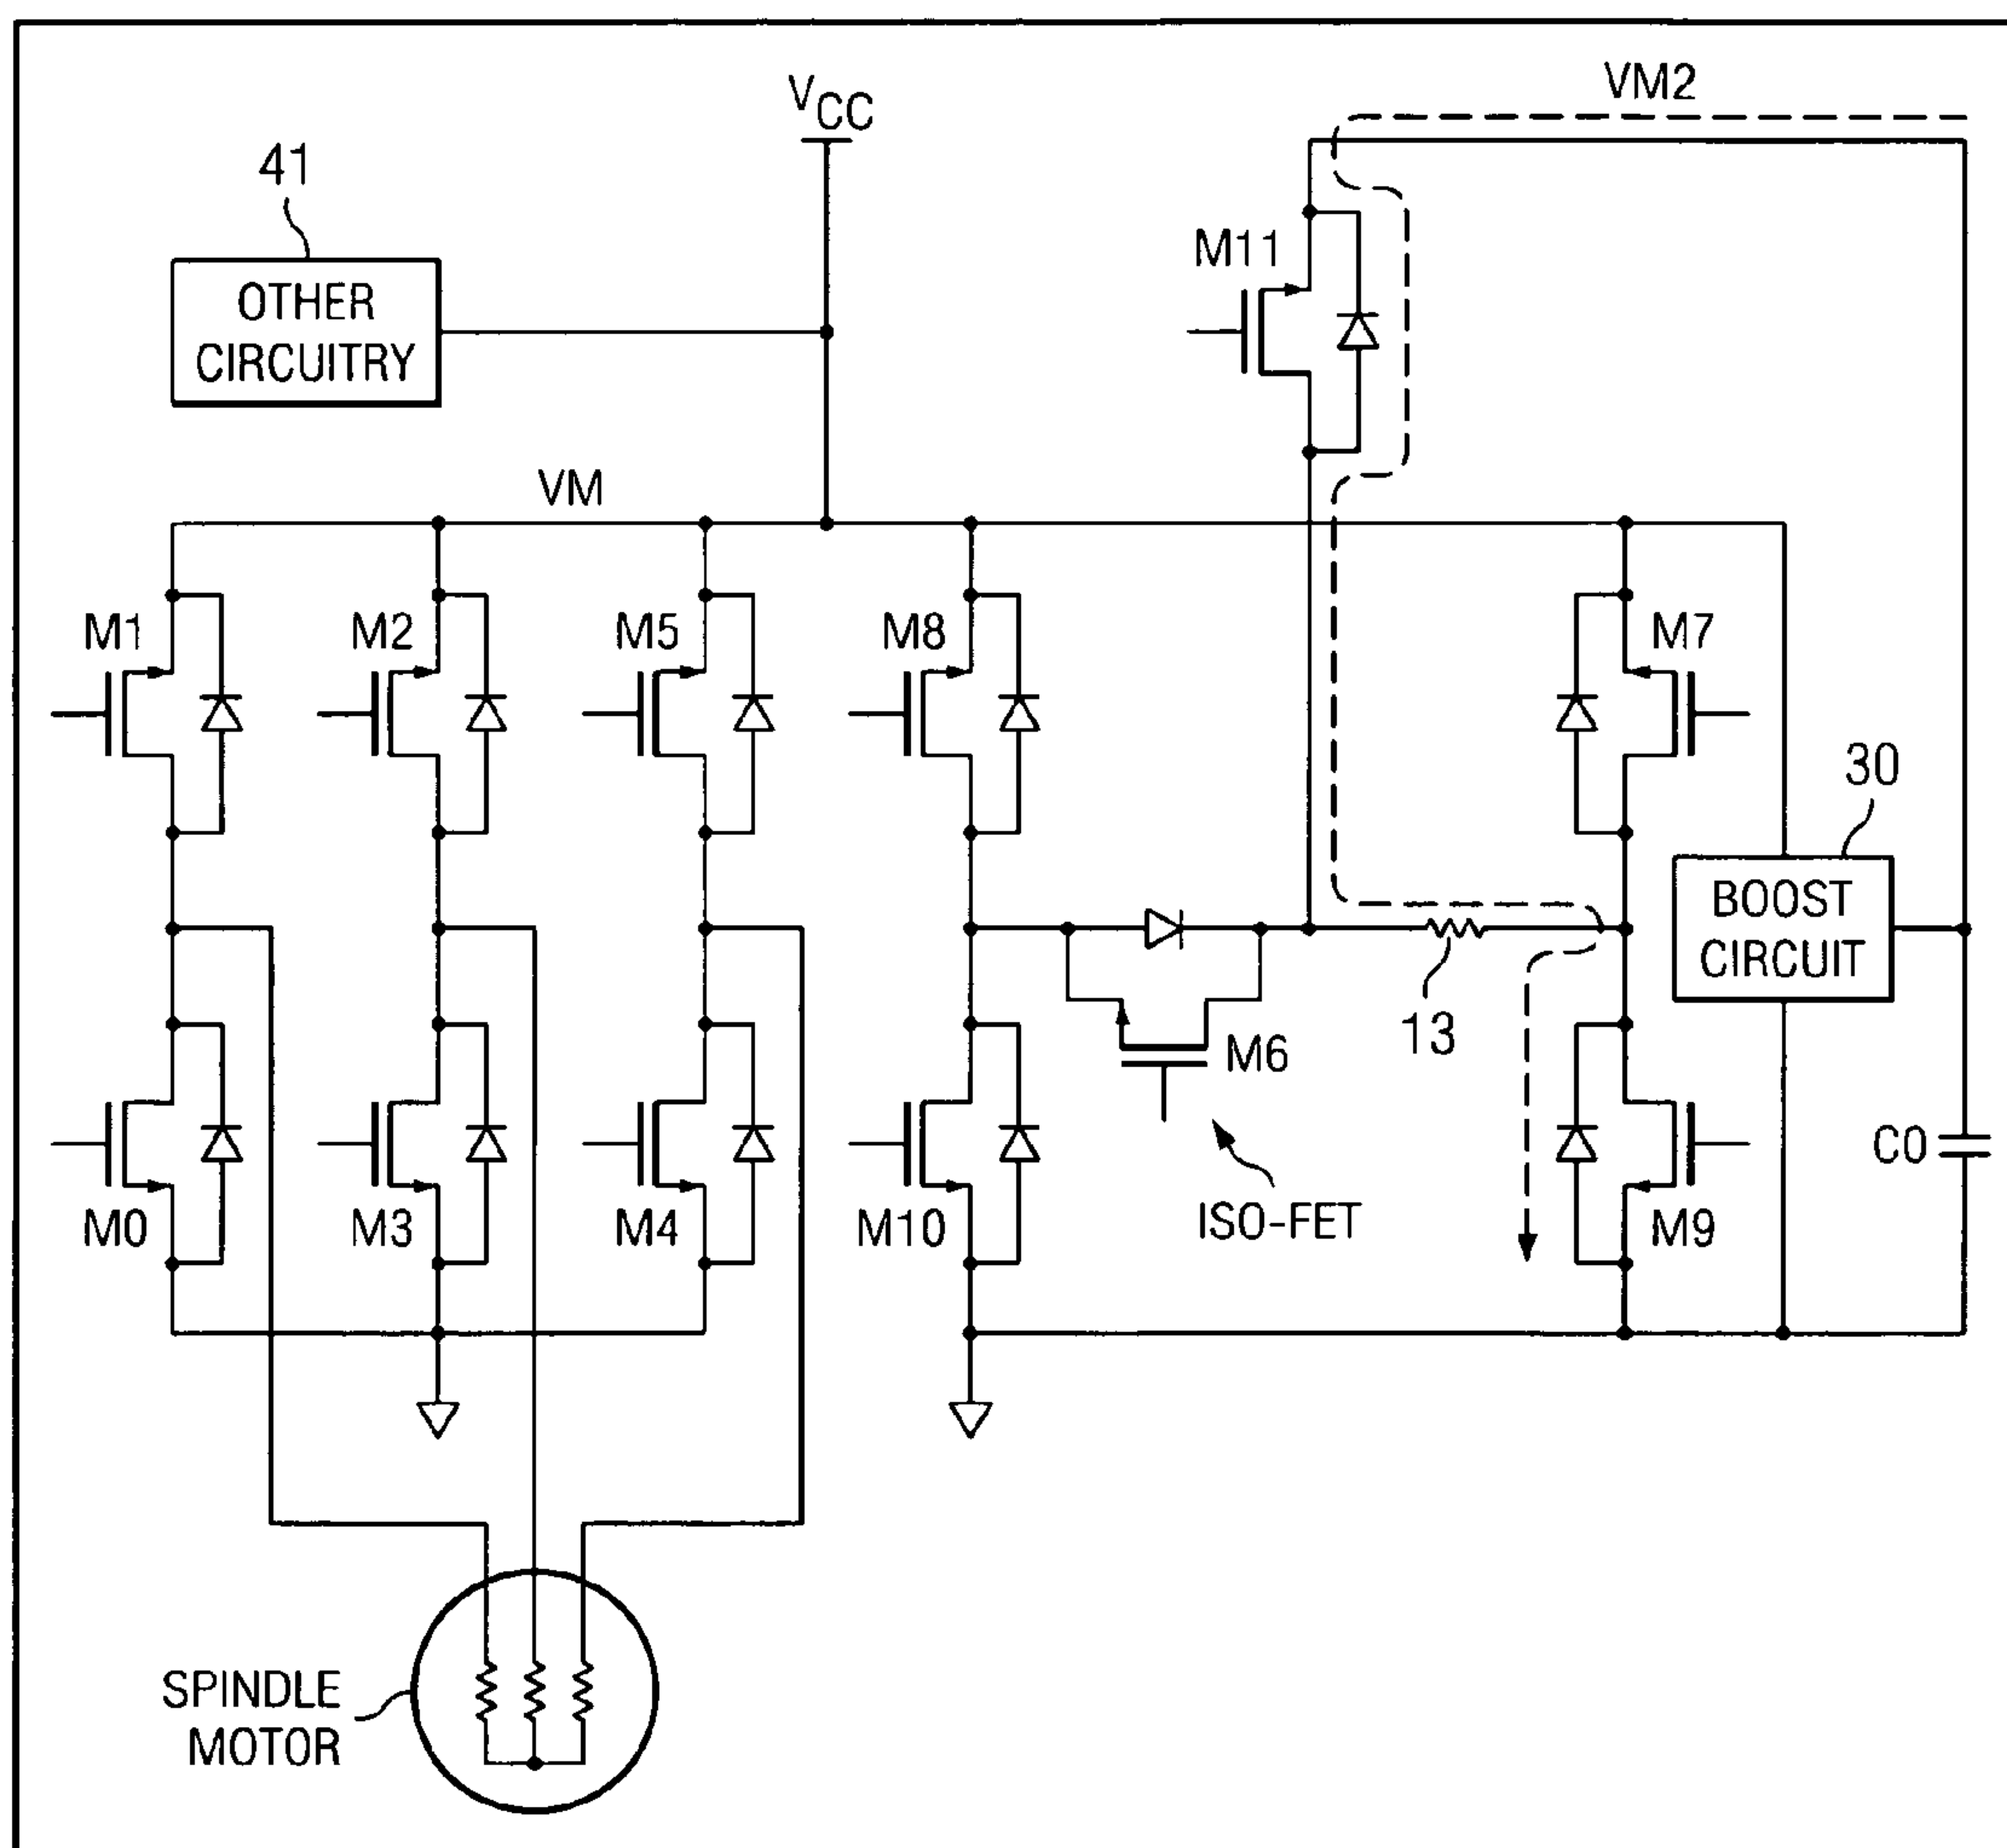 VM2
VCC
41
OTHER
CIRCUITRY
M11
VM
M1
M2
M5
M8
M7
30
BOOST
CIRCUIT
13
M6
ISO-FET
C0
M0
M3
M4
M10
M9
SPINDLE
MOTOR